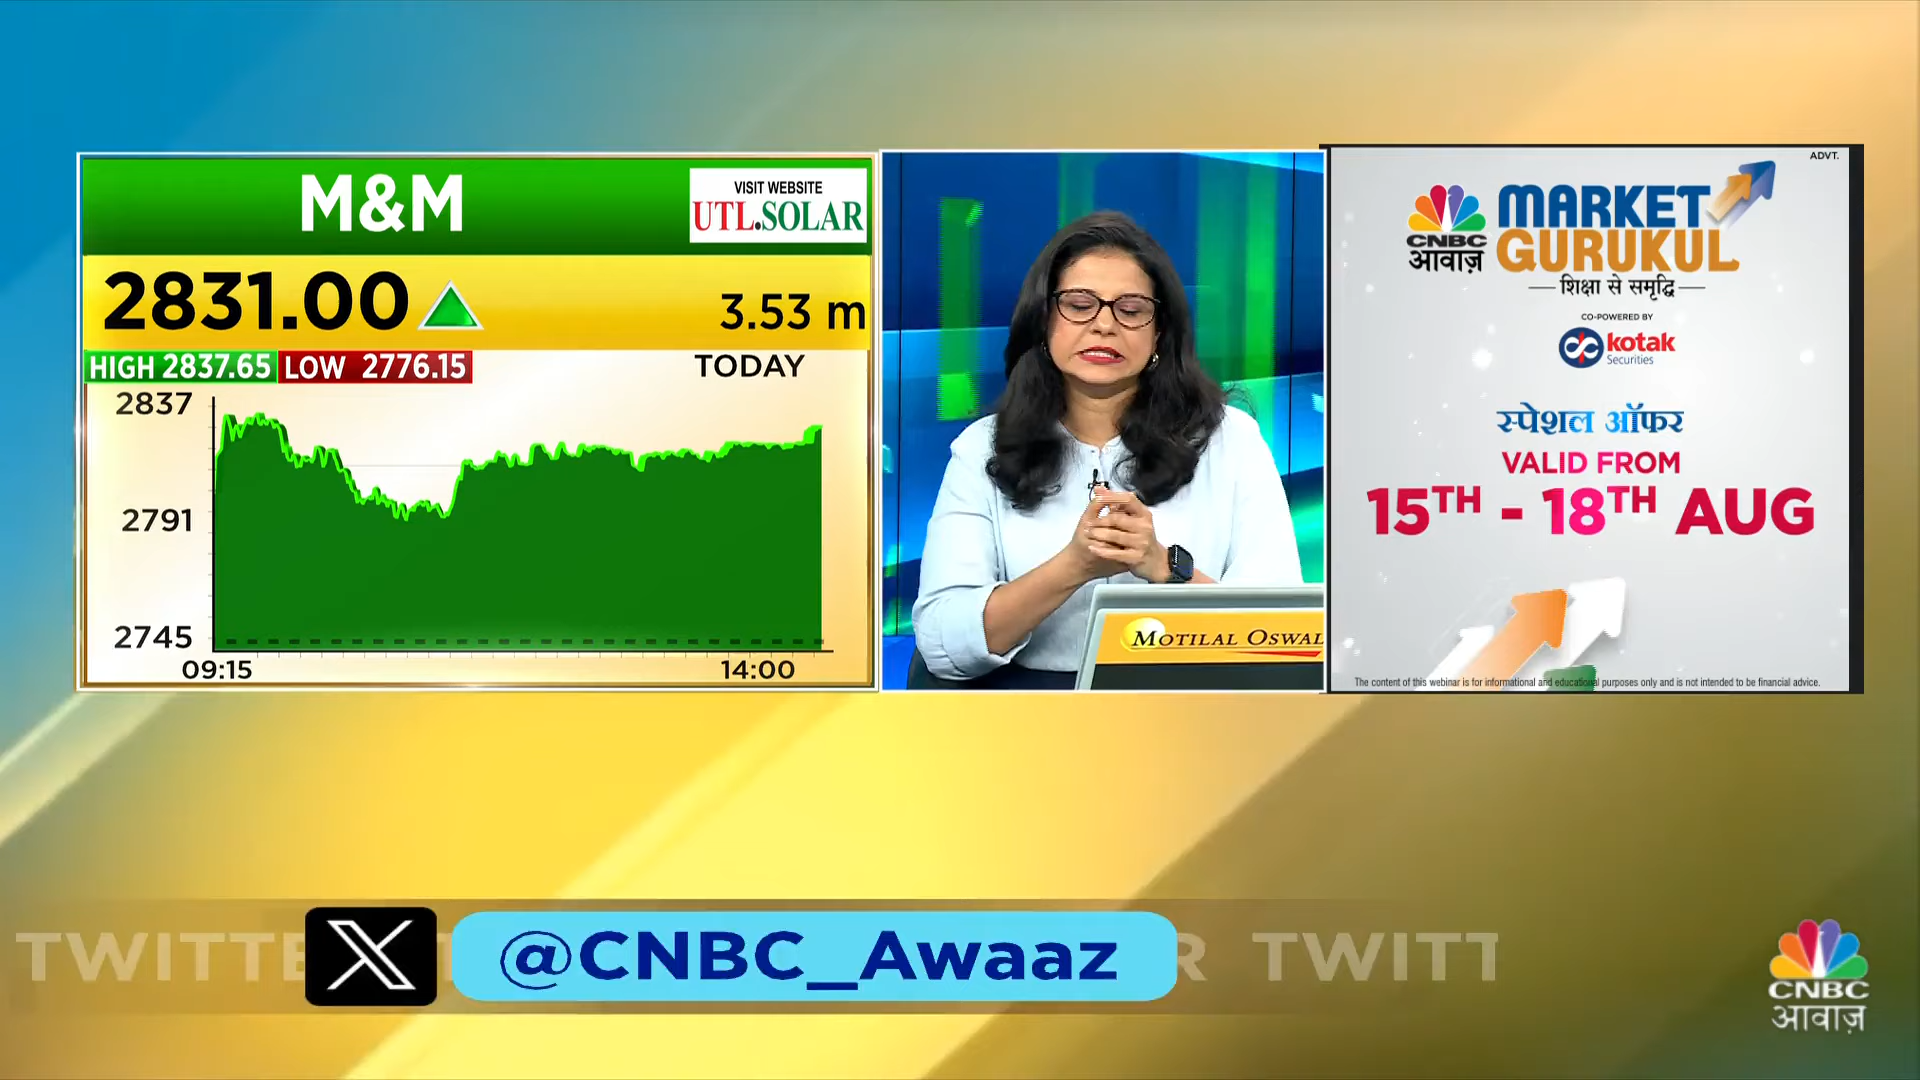 M&M
VISIT WEBSITE
UTL.SOLAR
2831.00
3.53 m
HIGH 2837.65 LOW 2776.15
TODAY
2837
2791
2745
09:15 14:00
MOTILAL OSWAL
ADVT.
CNBC
आवाज़
MARKET
GURUKUL
शिक्षा से समृद्धि
CO-POWERED BY
kotak
Securities
स्पेशल ऑफर
VALID FROM
15TH - 18TH AUG
The content of this webinar is for informational and educational purposes only and is not intended to be financial advice.
TWITTE R TWITT
@CNBC_Awaaz
CNBC
आवाज़